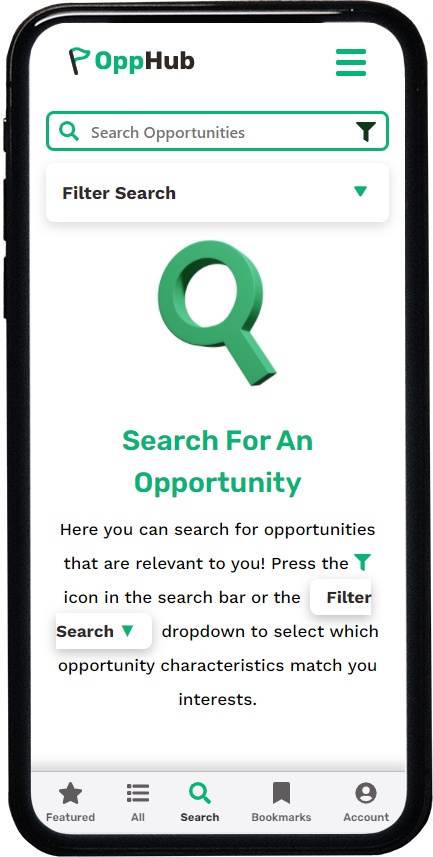 OppHub
Search Opportunities
Filter Search
Search For An
Opportunity
Here you can search for opportunities
that are relevant to you! Press the
icon in the search bar or the Filter
Search dropdown to select which
opportunity characteristics match you
interests.
Featured All Search Bookmarks Account